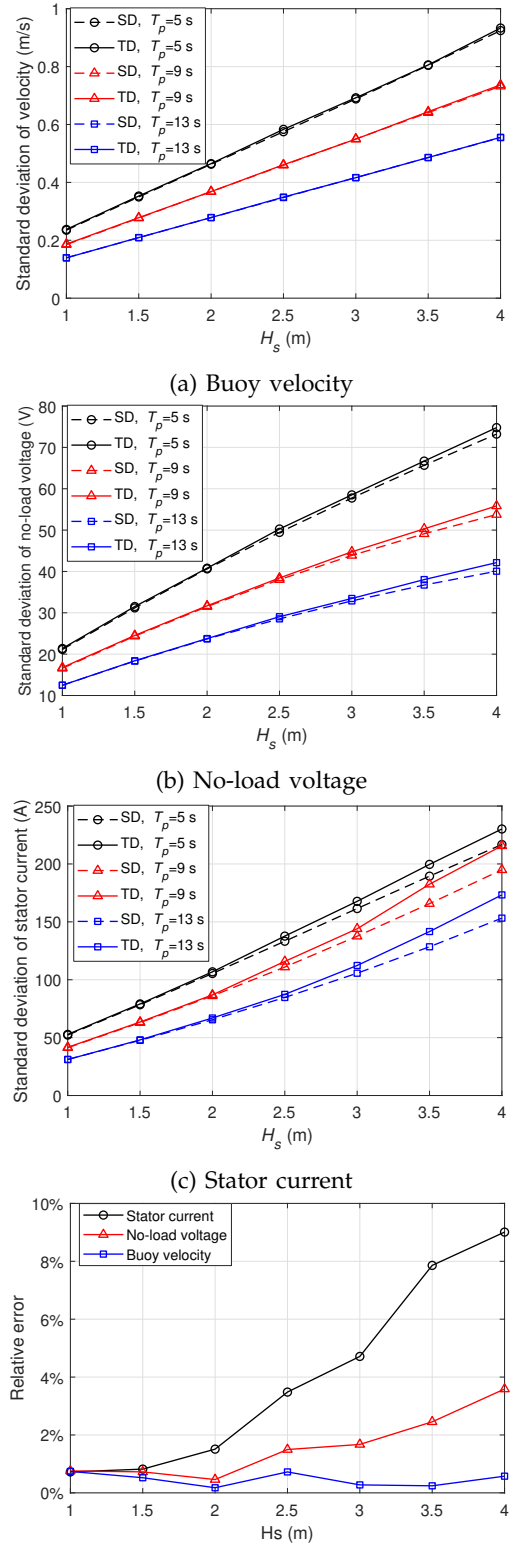 SD, T_p=5 s
TD, T_p=5 s
SD, T_p=9 s
TD, T_p=9 s
SD, T_p=13 s
TD, T_p=13 s
Standard deviation of velocity (m/s)
1
0.8
0.6
0.4
0.2
0
1 1.5 2 2.5 3 3.5 4
H_s (m)
(a) Buoy velocity
SD, T_p=5 s
TD, T_p=5 s
SD, T_p=9 s
TD, T_p=9 s
SD, T_p=13 s
TD, T_p=13 s
Standard deviation of no-load voltage (V)
80
70
60
50
40
30
20
10
1 1.5 2 2.5 3 3.5 4
H_s (m)
(b) No-load voltage
SD, T_p=5 s
TD, T_p=5 s
SD, T_p=9 s
TD, T_p=9 s
SD, T_p=13 s
TD, T_p=13 s
Standard deviation of stator current (A)
250
200
150
100
50
0
1 1.5 2 2.5 3 3.5 4
H_s (m)
(c) Stator current
Stator current
No-load voltage
Buoy velocity
Relative error
10%
8%
6%
4%
2%
0%
1 1.5 2 2.5 3 3.5 4
Hs (m)